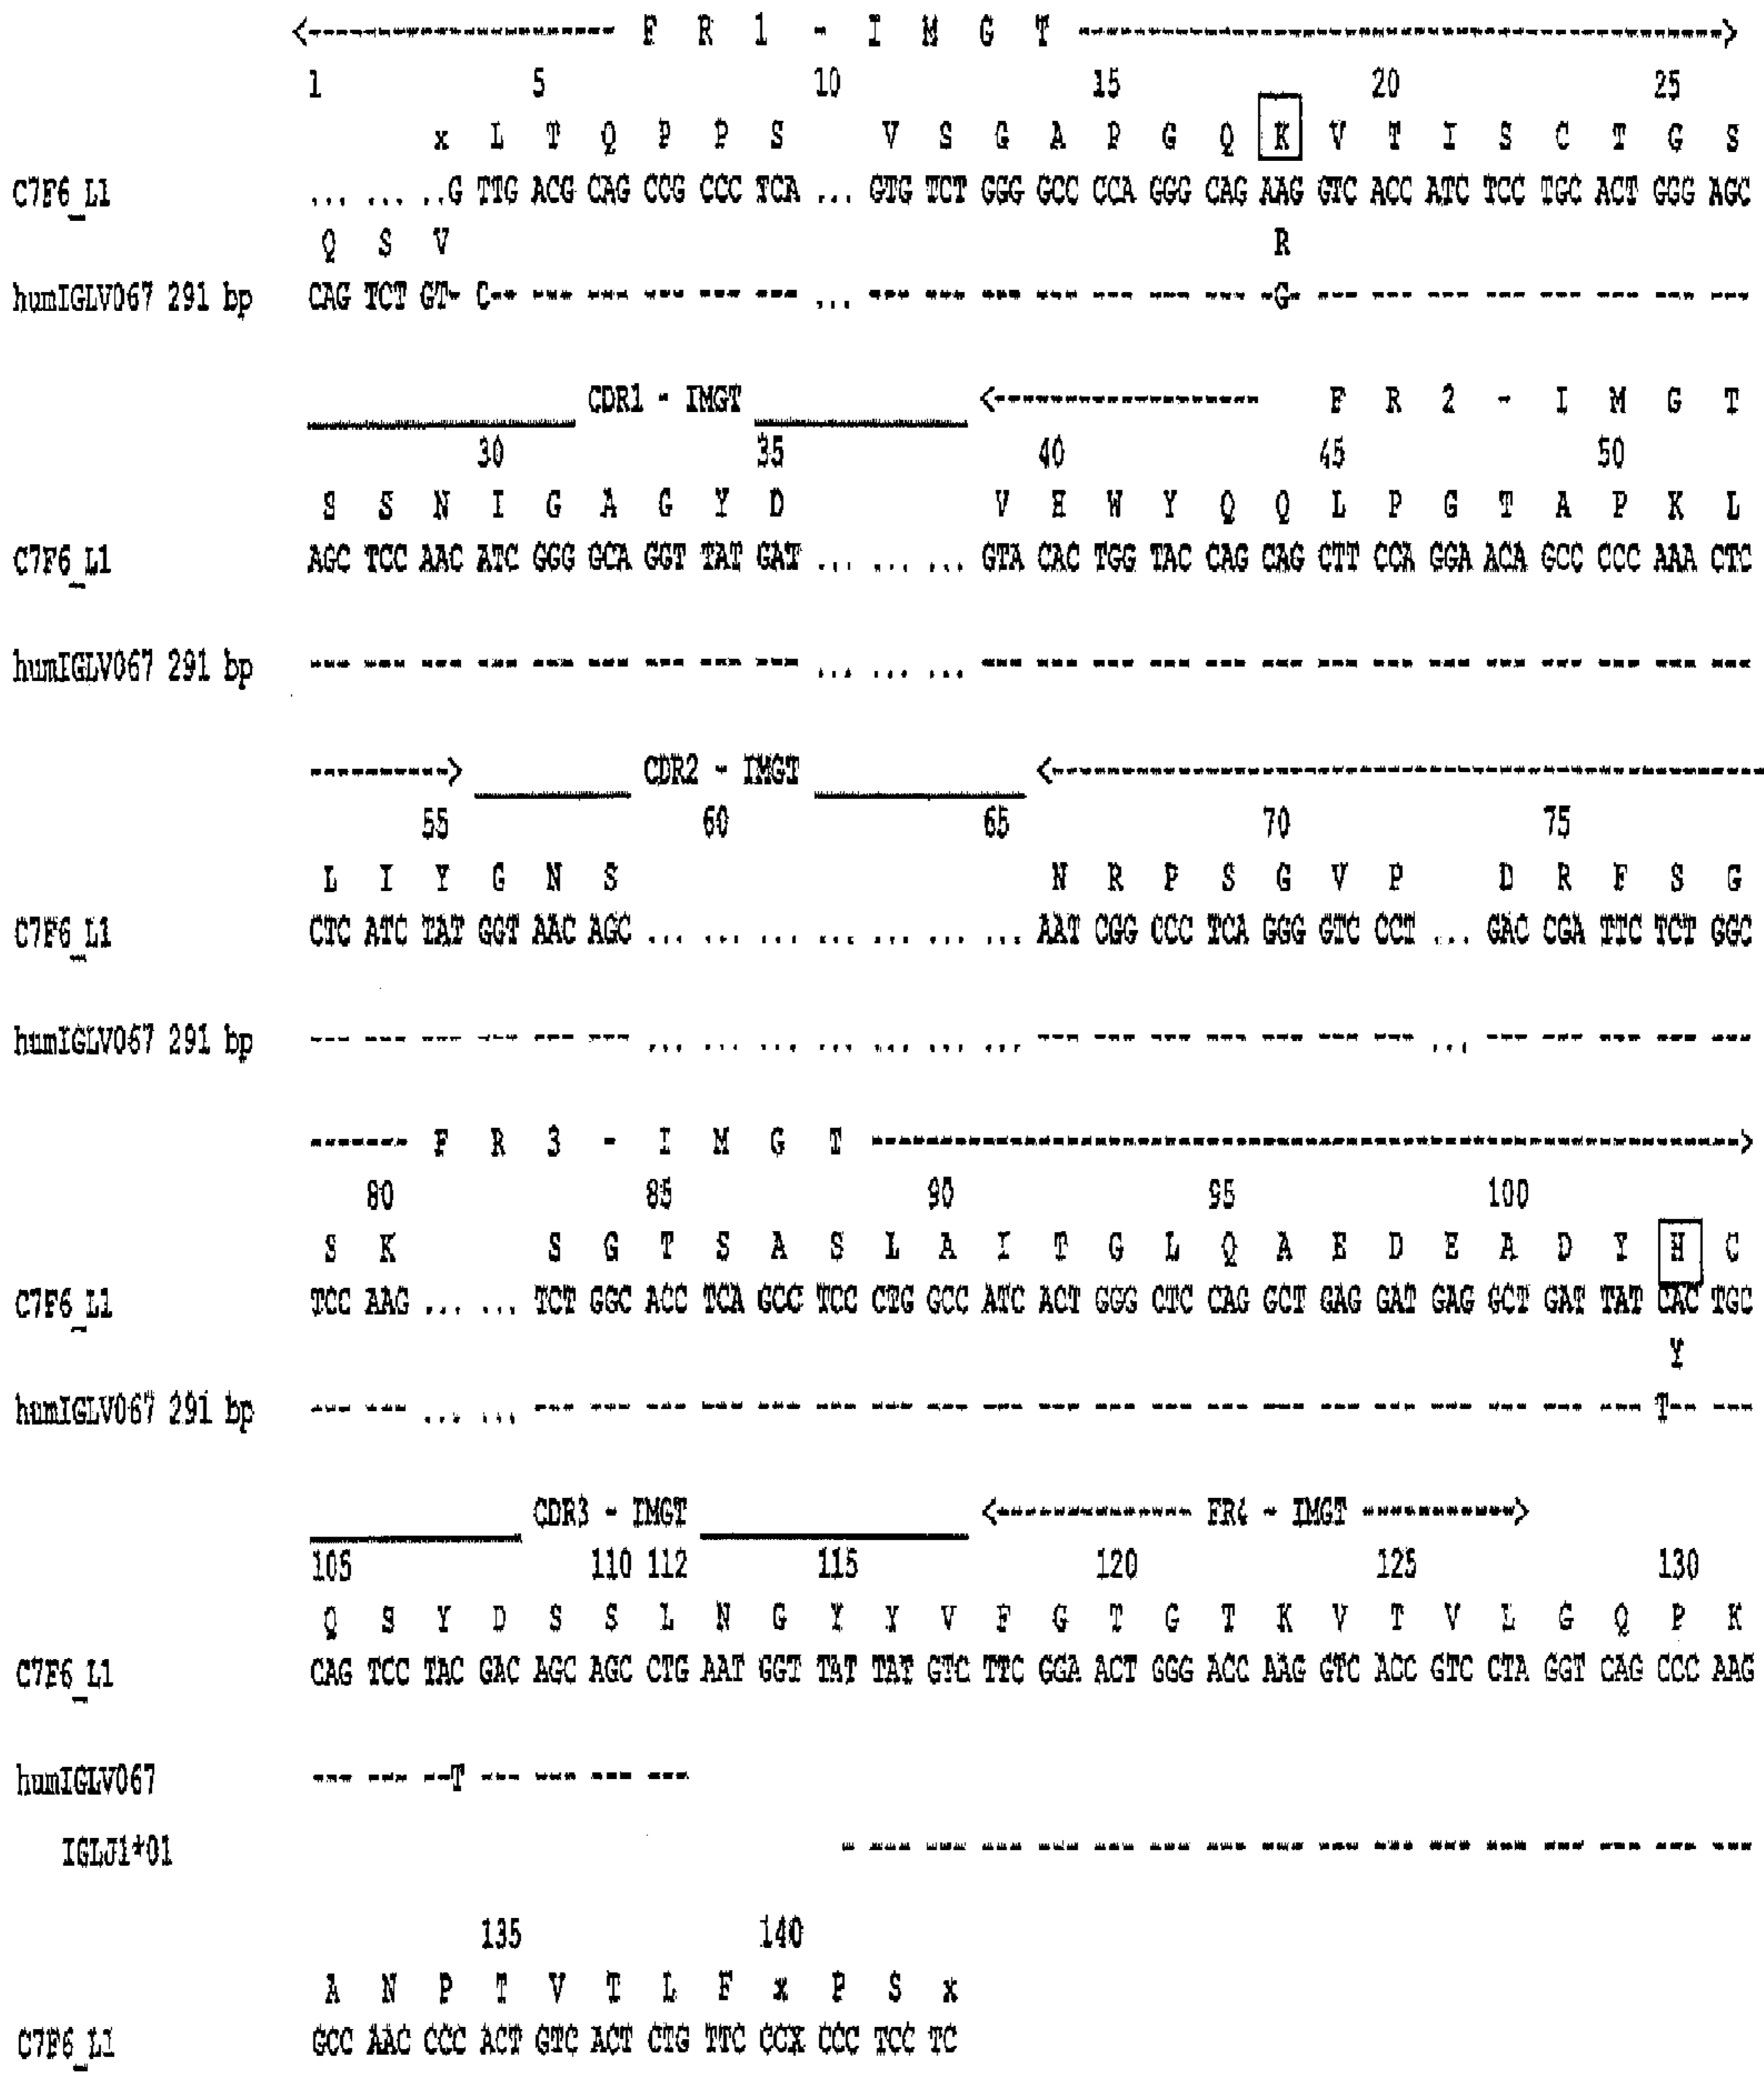 <------------------ F R 1 - I M G T ------------------------------------->
1 5 10 15 20 25
x L T Q P P S V S G A P G Q K V T I S C T G S
C7F6_L1 ... ... ..G TTG ACG CAG CCG CCC TCA ... GTG TCT GGG GCC CCA GGG CAG AAG GTC ACC ATC TCC TGC ACT GGG AGC
Q S V R
humIGLV067 291 bp CAG TCT GT- C-- --- --- --- --- --- ... --- --- --- --- --- --- --- -G- --- --- --- --- --- --- --- ---
CDR1 - IMGT <---------------- F R 2 - I M G T
30 35 40 45 50
S S N I G A G Y D V H W Y Q Q L P G T A P K L
C7F6_L1 AGC TCC AAC ATC GGG GCA GGT TAT GAT ... ... ... GTA CAC TGG TAC CAG CAG CTT CCA GGA ACA GCC CCC AAA CTC
humIGLV067 291 bp --- --- --- --- --- --- --- --- --- ... ... ... --- --- --- --- --- --- --- --- --- --- --- --- --- ---
----------> CDR2 - IMGT <------------------------------------------
55 60 65 70 75
L I Y G N S N R P S G V P D R F S G
C7F6_L1 CTC ATC TAT GGT AAC AGC ... ... ... ... ... ... ... AAT CGG CCC TCA GGG GTC CCT ... GAC CGA TTC TCT GGC
humIGLV067 291 bp --- --- --- --- --- --- ... ... ... ... ... ... ... --- --- --- --- --- --- --- ... --- --- --- --- ---
------ F R 3 - I M G T ---------------------------------------------------->
80 85 90 95 100
S K S G T S A S L A I T G L Q A E D E A D Y H C
C7F6_L1 TCC AAG ... ... TCT GGC ACC TCA GCC TCC CTG GCC ATC ACT GGG CTC CAG GCT GAG GAT GAG GCT GAT TAT CAC TGC
Y
humIGLV067 291 bp --- --- ... ... --- --- --- --- --- --- --- --- --- --- --- --- --- --- --- --- --- --- --- --- T-- ---
CDR3 - IMGT <------------ FR4 - IMGT ---------->
105 110 112 115 120 125 130
Q S Y D S S L N G Y Y V F G T G T K V T V L G Q P K
C7F6_L1 CAG TCC TAC GAC AGC AGC CTG AAT GGT TAT TAT GTC TTC GGA ACT GGG ACC AAG GTC ACC GTC CTA GGT CAG CCC AAG
humIGLV067 --- --- --T --- --- --- ---
IGLJ1*01 - --- --- --- --- --- --- --- --- --- --- --- --- --- --- --- ---
135 140
A N P T V T L F x P S x
C7F6_L1 GCC AAC CCC ACT GTC ACT CTG TTC CCX CCC TCC TC